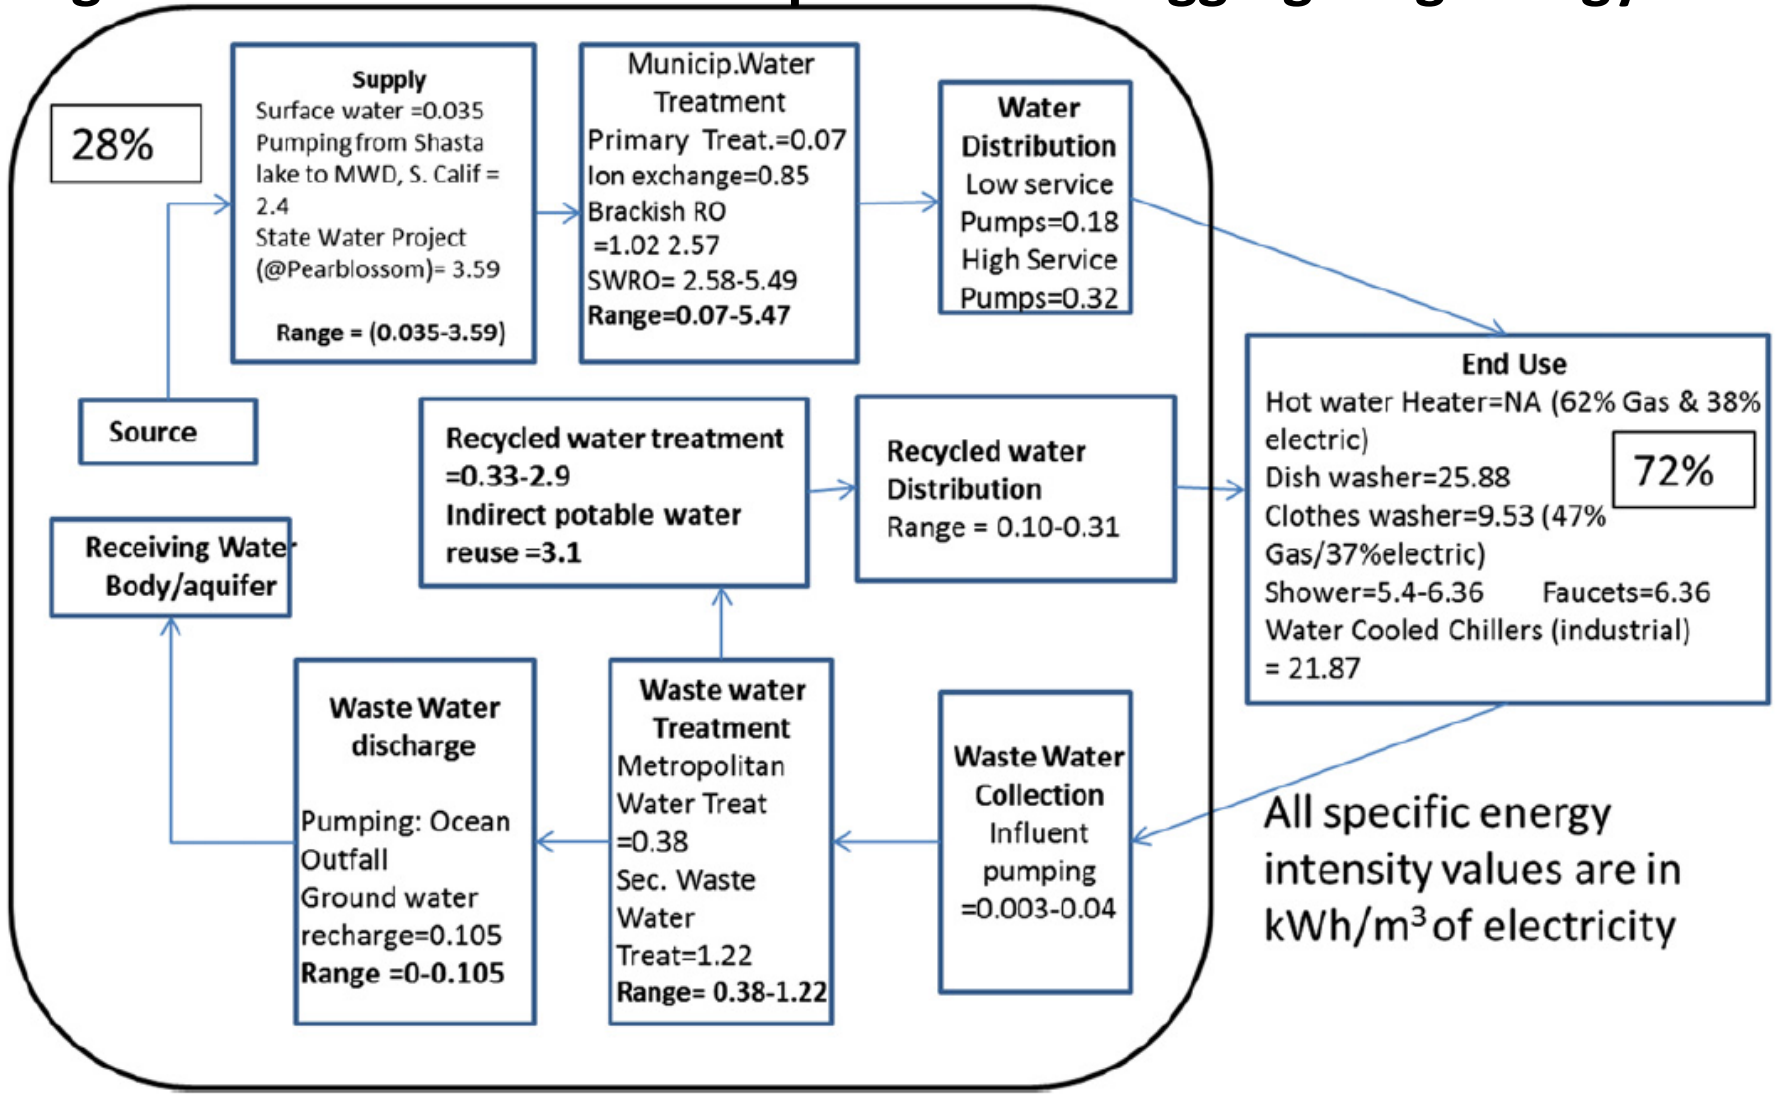 28%
Supply
Surface water =0.035
Pumping from Shasta
lake to MWD, S. Calif =
2.4
State Water Project
(@Pearblossom)= 3.59
Range = (0.035-3.59)
Municip.Water
Treatment
Primary Treat.=0.07
Ion exchange=0.85
Brackish RO
=1.02 2.57
SWRO= 2.58-5.49
Range=0.07-5.47
Water
Distribution
Low service
Pumps=0.18
High Service
Pumps=0.32
End Use
Hot water Heater=NA (62% Gas & 38%
electric)
Dish washer=25.88
Clothes washer=9.53 (47%
Gas/37%electric)
Shower=5.4-6.36 Faucets=6.36
Water Cooled Chillers (industrial)
= 21.87
72%
Source
Recycled water treatment
=0.33-2.9
Indirect potable water
reuse =3.1
Recycled water
Distribution
Range = 0.10-0.31
Receiving Water
Body/aquifer
Waste Water
discharge
Pumping: Ocean
Outfall
Ground water
recharge=0.105
Range =0-0.105
Waste water
Treatment
Metropolitan
Water Treat
=0.38
Sec. Waste
Water
Treat=1.22
Range= 0.38-1.22
Waste Water
Collection
Influent
pumping
=0.003-0.04
All specific energy
intensity values are in
kWh/m³ of electricity